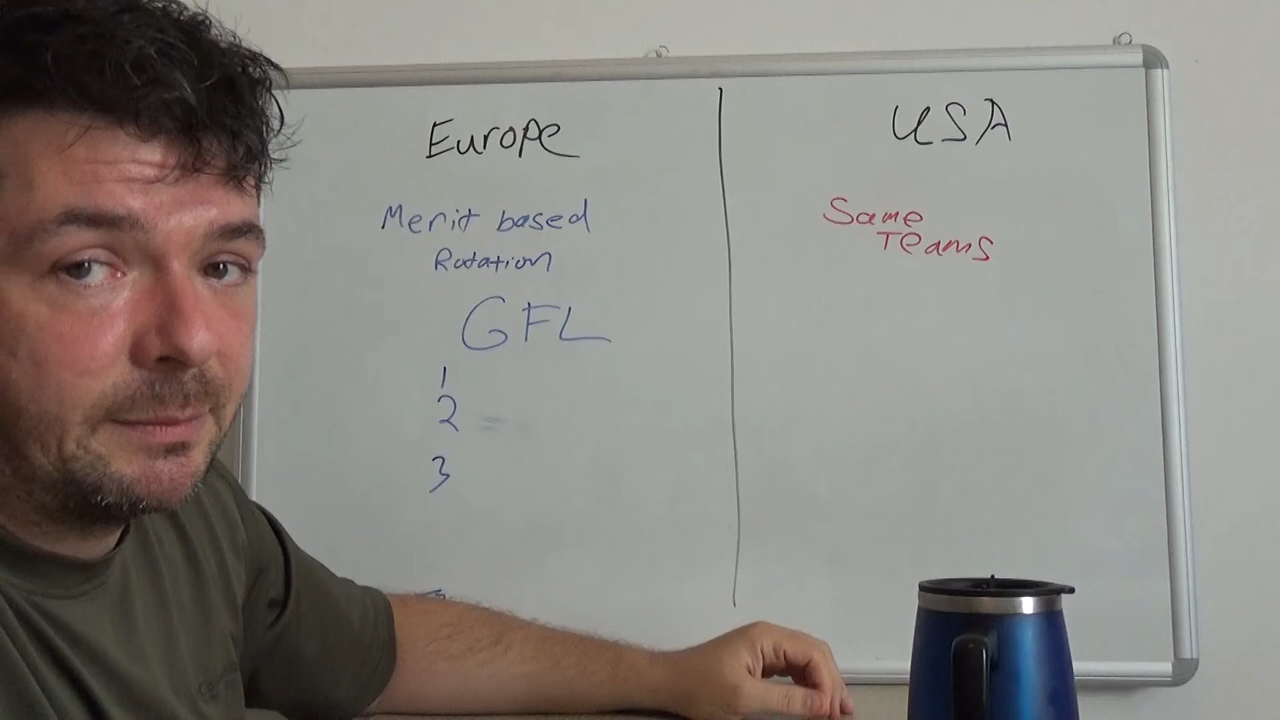 Europe
Merit based
Rotation
GFL
1
2
3
USA
Same
Teams